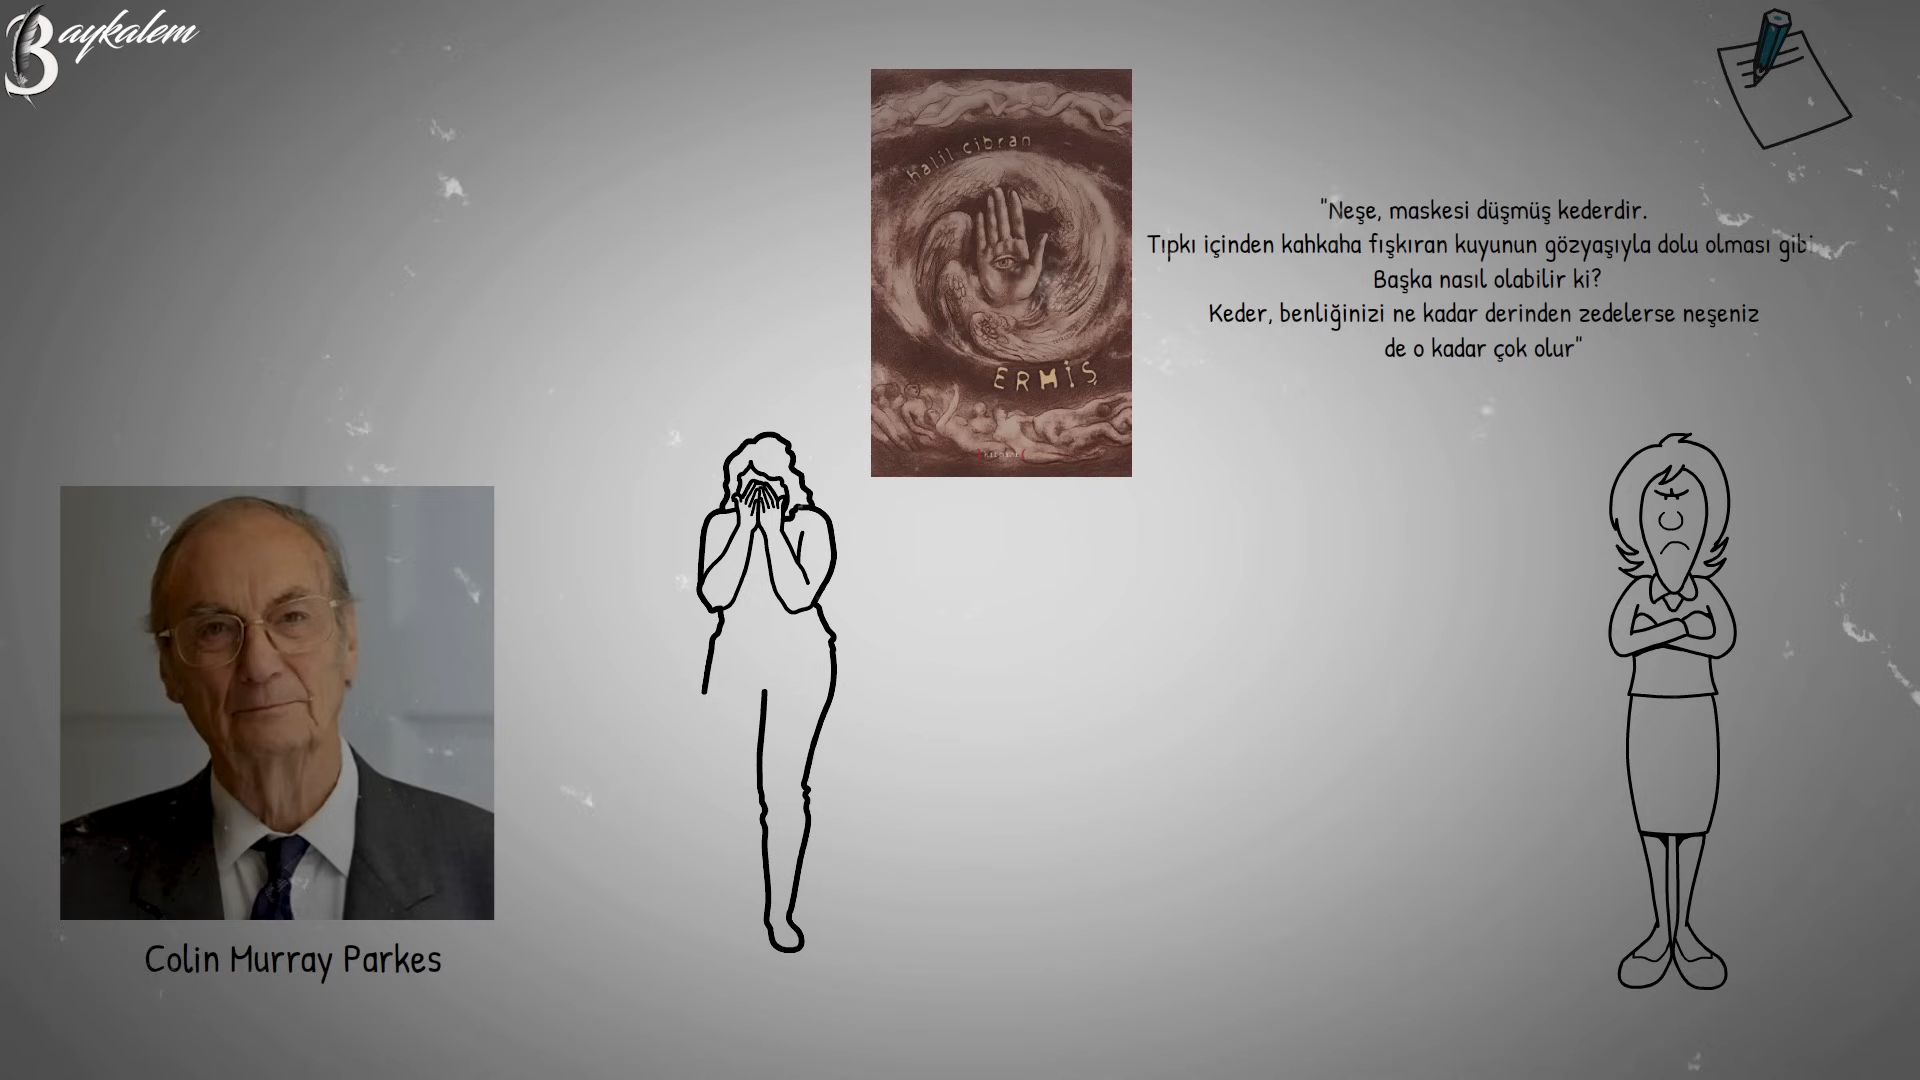 Baykalem
halil cibran
"Neşe, maskesi düşmüş kederdir.
Tıpkı içinden kahkaha fışkıran kuyunun gözyaşıyla dolu olması gibi.
Başka nasıl olabilir ki?
Keder, benliğinizi ne kadar derinden zedelerse neşeniz
de o kadar çok olur"
ERMİŞ
Colin Murray Parkes